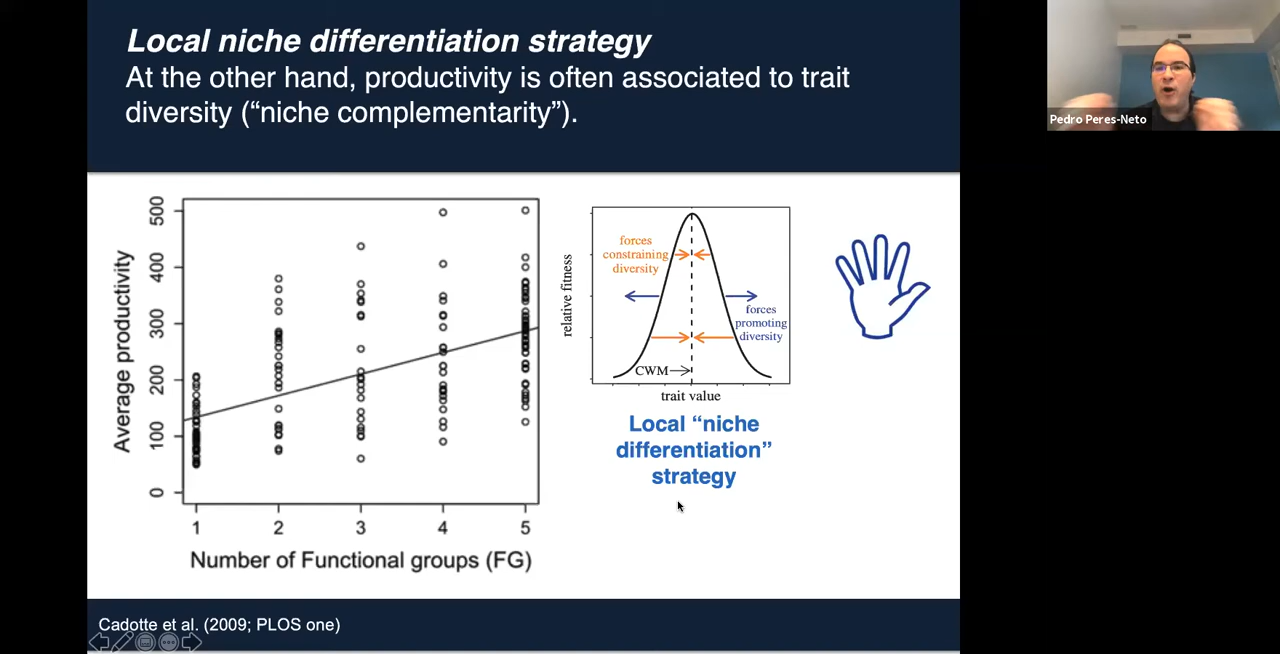 Local niche differentiation strategy
At the other hand, productivity is often associated to trait
diversity (“niche complementarity”).
Pedro Peres-Neto
Average productivity
500
400
300
200
100
0
1 2 3 4 5
Number of Functional groups (FG)
relative fitness
forces
constraining
diversity
forces
promoting
diversity
CWM
trait value
Local “niche
differentiation”
strategy
Cadotte et al. (2009; PLOS one)